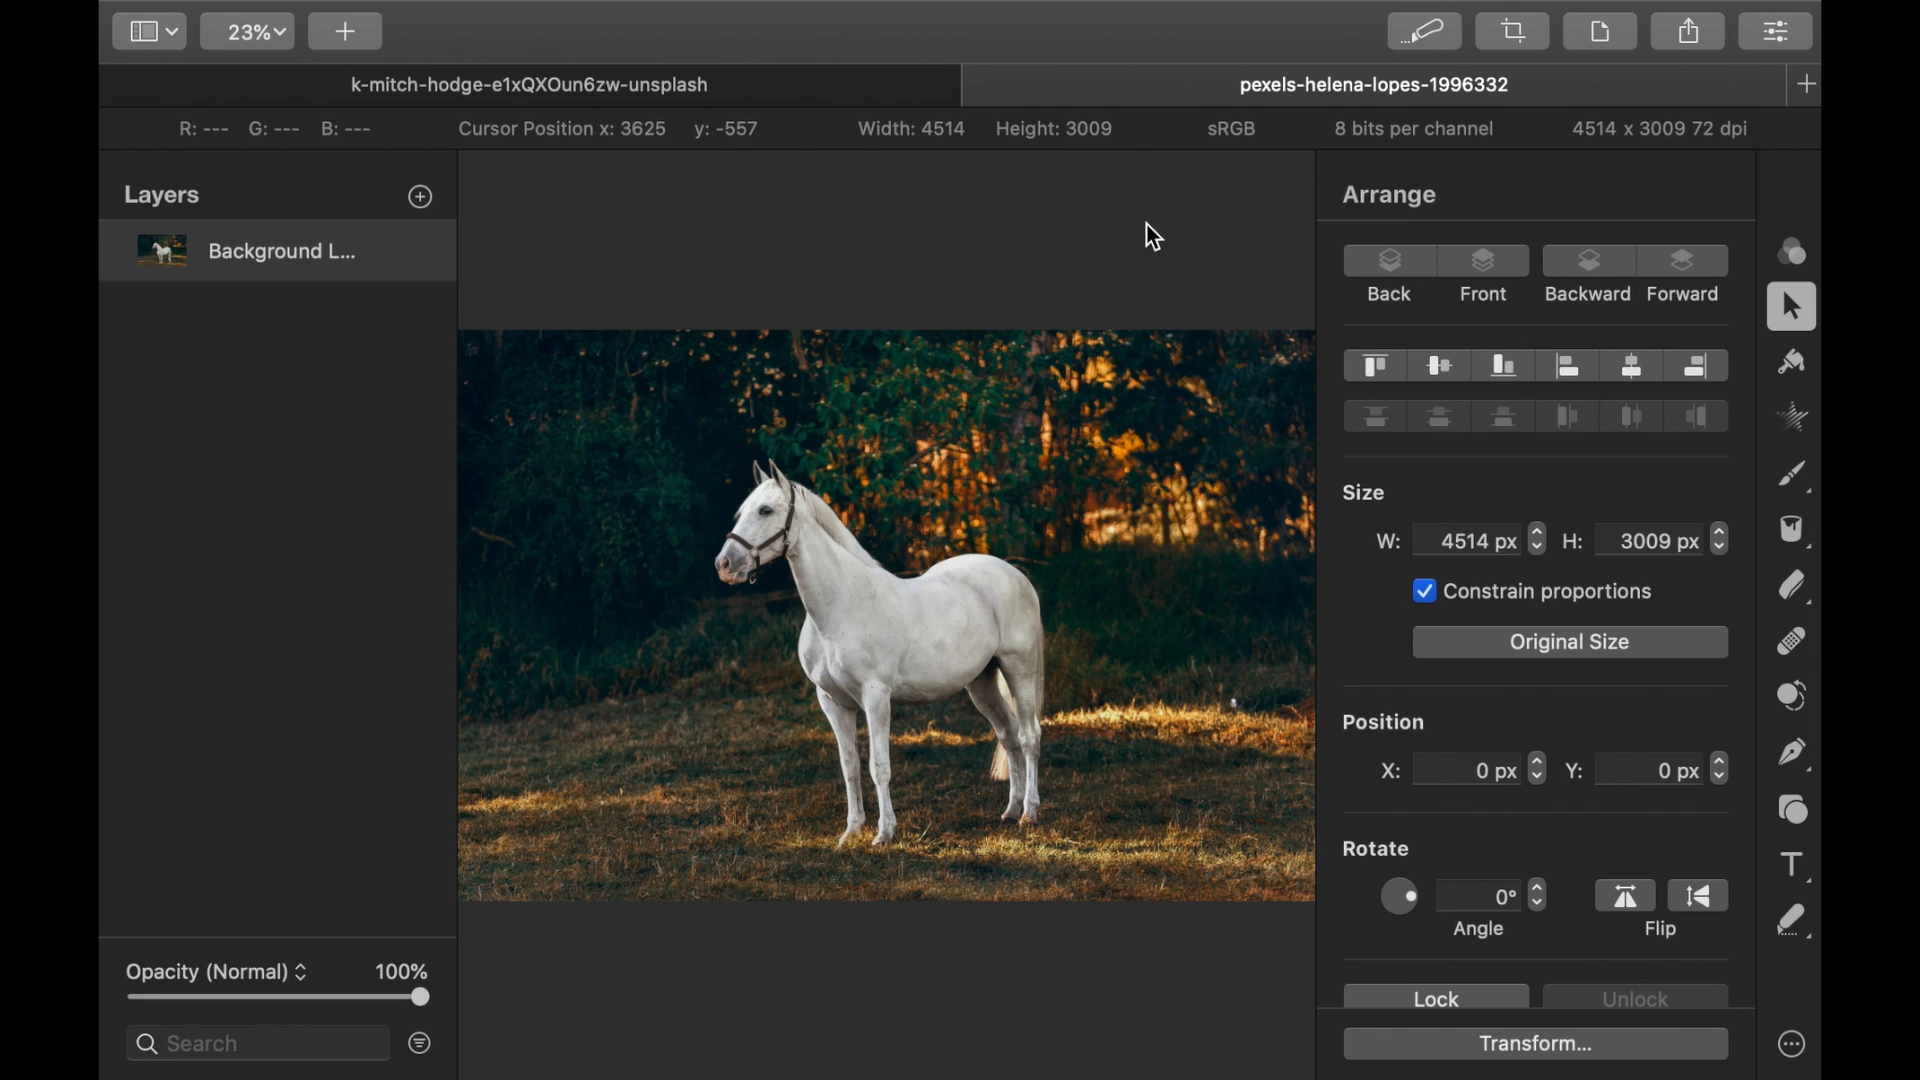 23%
k-mitch-hodge-e1xQXOun6zw-unsplash
pexels-helena-lopes-1996332
R: --- G: --- B: --- Cursor Position x: 3625 y: -557 Width: 4514 Height: 3009 sRGB 8 bits per channel 4514 x 3009 72 dpi
Layers
Background L...
Opacity (Normal) 100%
Search
Arrange
Back Front Backward Forward
Size
W: 4514 px H: 3009 px
Constrain proportions
Original Size
Position
X: 0 px Y: 0 px
Rotate
0°
Angle Flip
Lock Unlock
Transform...